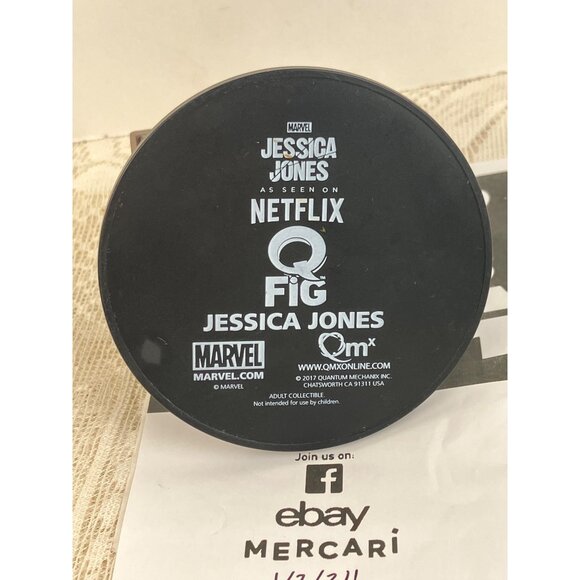 MARVEL
JESSICA
JONES
AS SEEN ON
NETFLIX
Q
FiG
JESSICA JONES
MARVEL
MARVEL.COM
© MARVEL
Qmx
WWW.QMXONLINE.COM
© 2017 QUANTUM MECHANIX INC.
CHATSWORTH CA 91311 USA
ADULT COLLECTIBLE.
Not intended for use by children.
Join us on:
f
ebay
MERCARi